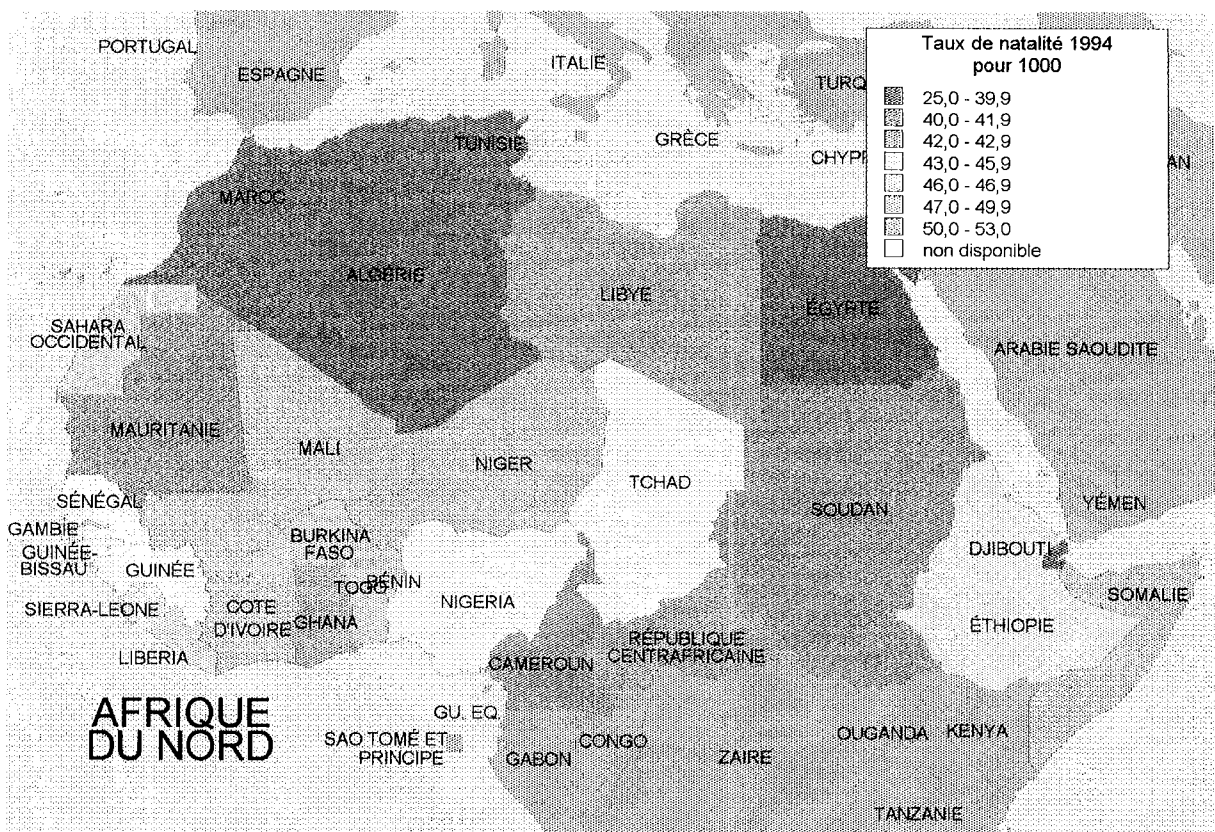 PORTUGAL
ESPAGNE
ITALIE
Taux de natalité 1994
pour 1000
25,0 - 39,9
40,0 - 41,9
42,0 - 42,9
43,0 - 45,9
46,0 - 46,9
47,0 - 49,9
50,0 - 53,0
non disponible
TURQ
GRÈCE
CHYPR
AN
TUNISIE
MAROC
ALGÉRIE
LIBYE
ÉGYPTE
SAHARA
OCCIDENTAL
ARABIE SAOUDITE
MAURITANIE
MALI
NIGER
TCHAD
SOUDAN
YÉMEN
SÉNÉGAL
GAMBIE
GUINÉE-
BISSAU
GUINÉE
BURKINA
FASO
DJIBOUTI
TOGO
BÉNIN
NIGERIA
SIERRA-LEONE
COTE
D'IVOIRE
GHANA
SOMALIE
ÉTHIOPIE
LIBERIA
CAMEROUN
RÉPUBLIQUE
CENTRAFRICAINE
AFRIQUE
DU NORD
GU. EQ.
SAO TOMÉ ET
PRINCIPE
GABON
CONGO
ZAIRE
OUGANDA
KENYA
TANZANIE